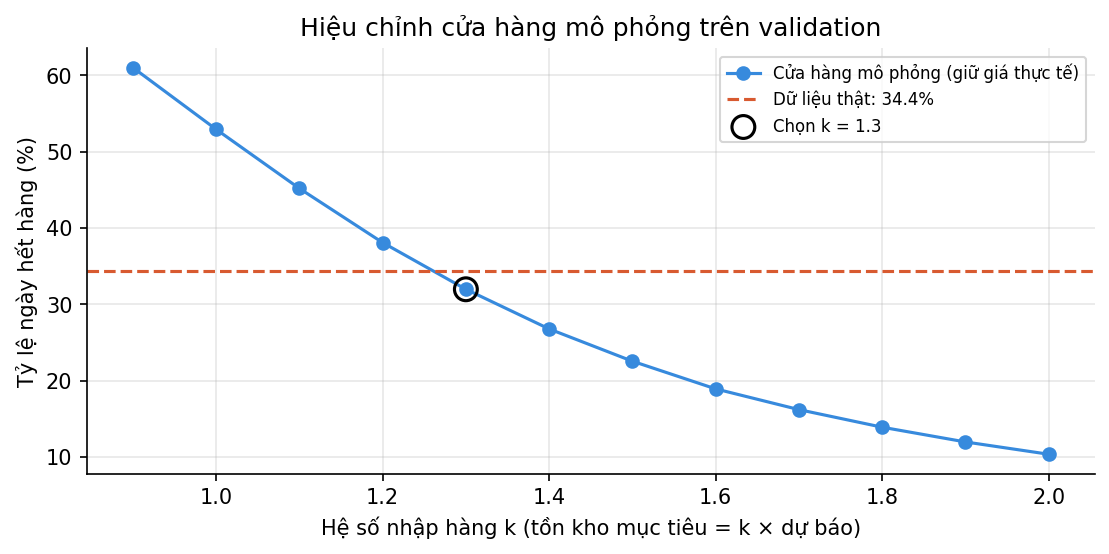 Hiệu chỉnh cửa hàng mô phỏng trên validation
Cửa hàng mô phỏng (giữ giá thực tế)
Dữ liệu thật: 34.4%
Chọn k = 1.3
Tỷ lệ ngày hết hàng (%)
60
50
40
30
20
10
1.0 1.2 1.4 1.6 1.8 2.0
Hệ số nhập hàng k (tồn kho mục tiêu = k × dự báo)